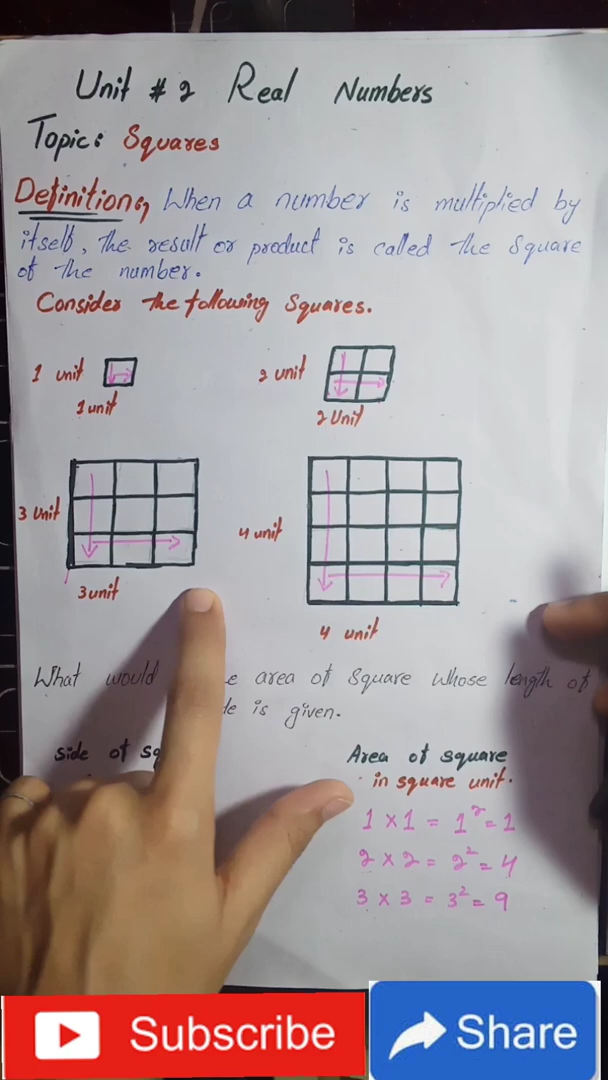 Unit # 2 Real Numbers
Topic: Squares
Definition:, When a number is multiplied by
itself, the result or product is called the square
of the number.
Consider the following Squares.
1 unit
1 unit
2 unit
2 Unit
3 Unit
3 unit
4 unit
4 unit
What would e area of square whose length of
is given.
side of
Area of square
in square unit.
1 × 1 = 1² = 1
2 × 2 = 2² = 4
3 × 3 = 3² = 9
Subscribe
Share